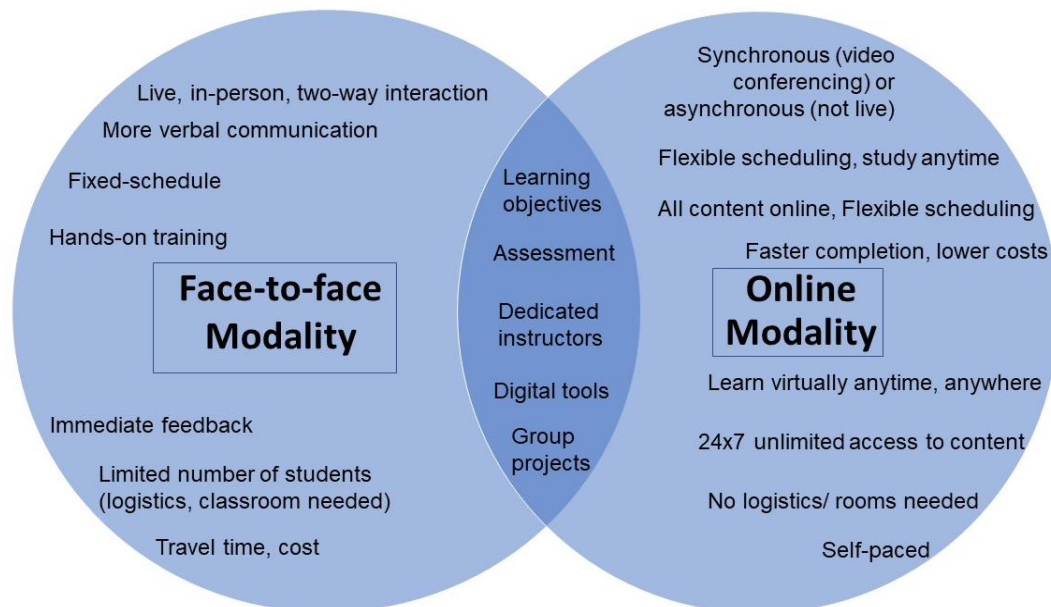 Live, in-person, two-way interaction
More verbal communication
Fixed-schedule
Hands-on training
Face-to-face
Modality
Immediate feedback
Limited number of students
(logistics, classroom needed)
Travel time, cost
Learning
objectives
Assessment
Dedicated
instructors
Digital tools
Group
projects
Synchronous (video
conferencing) or
asynchronous (not live)
Flexible scheduling, study anytime
All content online, Flexible scheduling
Faster completion, lower costs
Online
Modality
Learn virtually anytime, anywhere
24x7 unlimited access to content
No logistics/ rooms needed
Self-paced